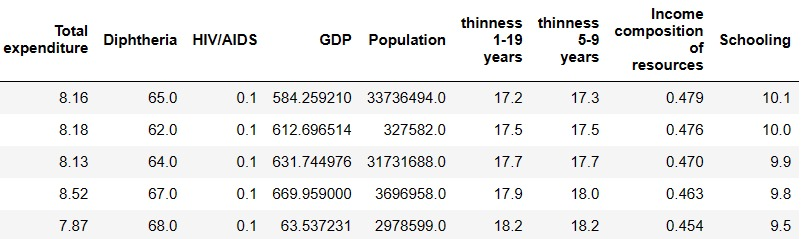 Total expenditure Diphtheria HIV/AIDS GDP Population thinness 1-19 years thinness 5-9 years Income composition of resources Schooling
8.16 65.0 0.1 584.259210 33736494.0 17.2 17.3 0.479 10.1
8.18 62.0 0.1 612.696514 327582.0 17.5 17.5 0.476 10.0
8.13 64.0 0.1 631.744976 31731688.0 17.7 17.7 0.470 9.9
8.52 67.0 0.1 669.959000 3696958.0 17.9 18.0 0.463 9.8
7.87 68.0 0.1 63.537231 2978599.0 18.2 18.2 0.454 9.5